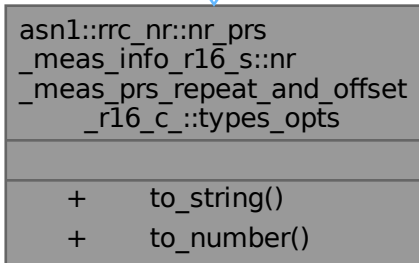 asn1::rrc_nr::nr_prs
_meas_info_r16_s::nr
_meas_prs_repeat_and_offset
_r16_c_::types_opts
+ to_string()
+ to_number()